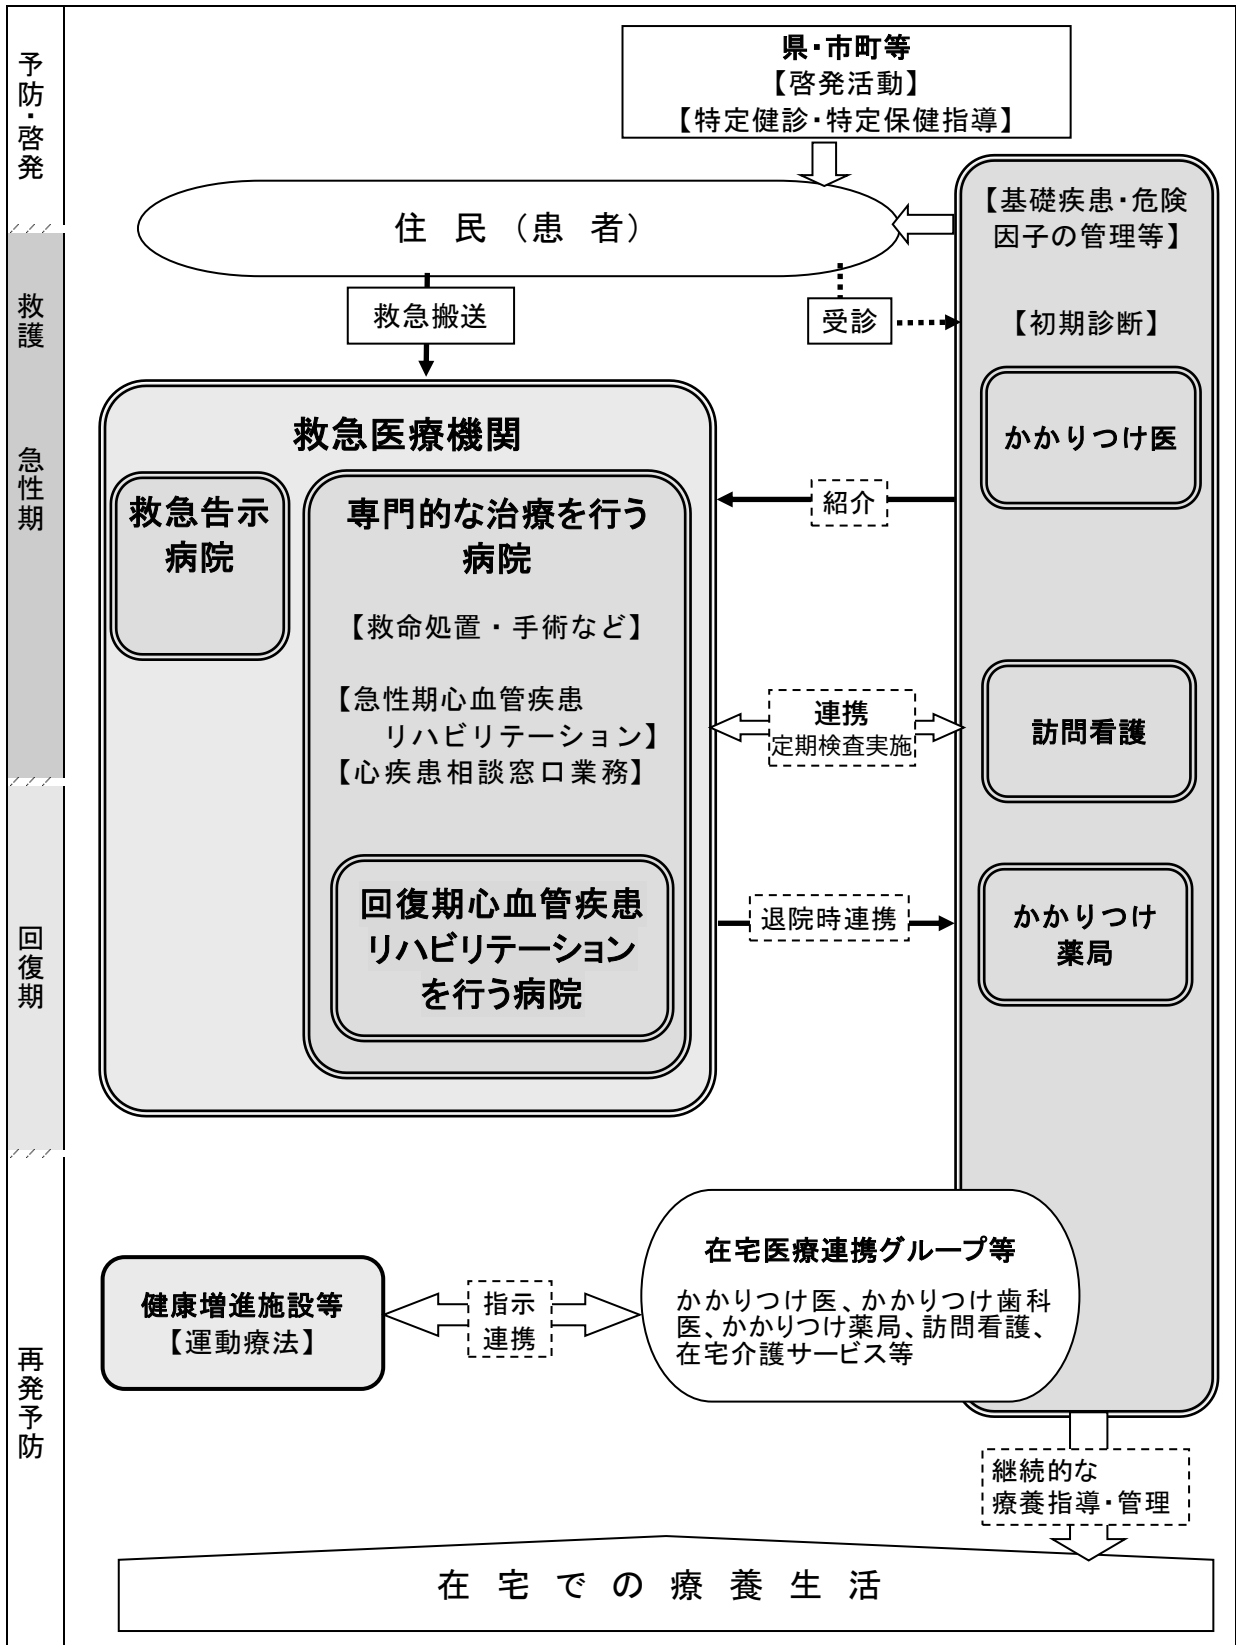 予防・啓発
救護
急性期
回復期
再発予防
県・市町等
【啓発活動】
【特定健診・特定保健指導】
住民（患者）
【基礎疾患・危険
因子の管理等】
救急搬送
受診
【初期診断】
かかりつけ医
救急医療機関
救急告示
病院
専門的な治療を行う
病院
【救命処置・手術など】
【急性期心血管疾患
リハビリテーション】
【心疾患相談窓口業務】
紹介
連携
定期検査実施
訪問看護
回復期心血管疾患
リハビリテーション
を行う病院
退院時連携
かかりつけ
薬局
在宅医療連携グループ等
かかりつけ医、かかりつけ歯科
医、かかりつけ薬局、訪問看護、
在宅介護サービス等
健康増進施設等
【運動療法】
指示
連携
継続的な
療養指導・管理
在宅での療養生活